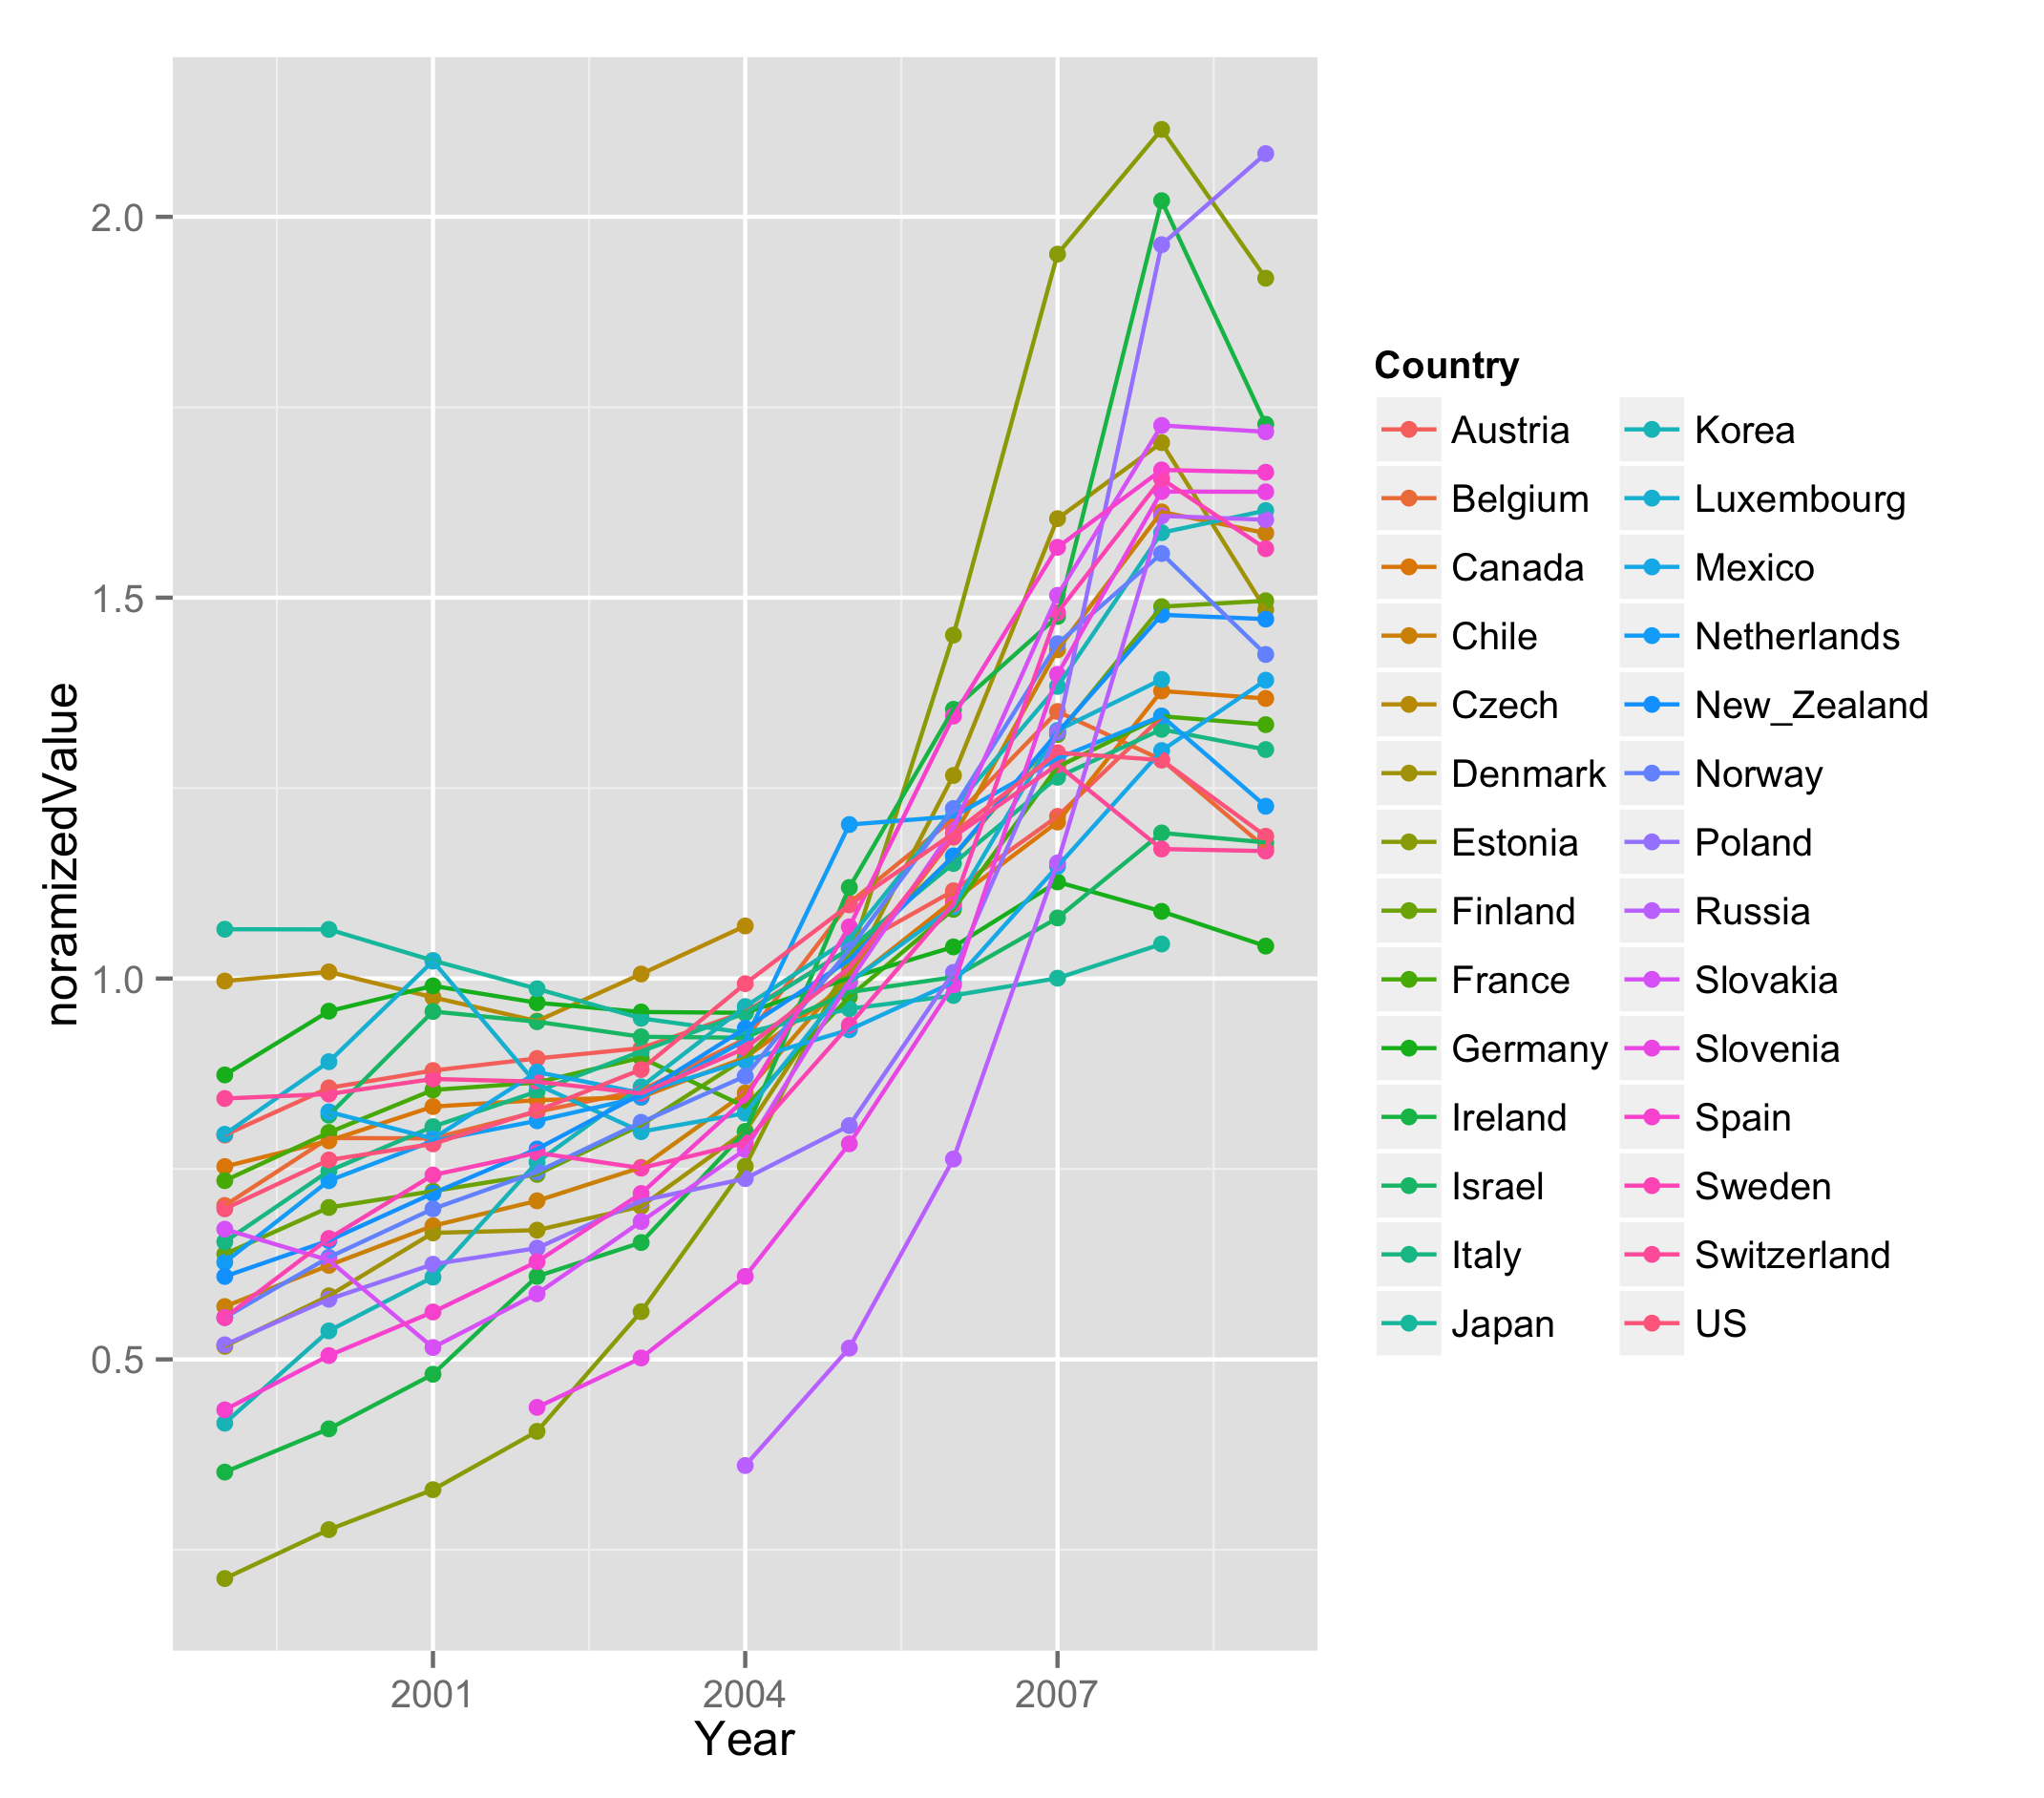 noramizedValue
2.0
1.5
1.0
0.5
2001 2004 2007
Year
Country
Austria
Belgium
Canada
Chile
Czech
Denmark
Estonia
Finland
France
Germany
Ireland
Israel
Italy
Japan
Korea
Luxembourg
Mexico
Netherlands
New_Zealand
Norway
Poland
Russia
Slovakia
Slovenia
Spain
Sweden
Switzerland
US